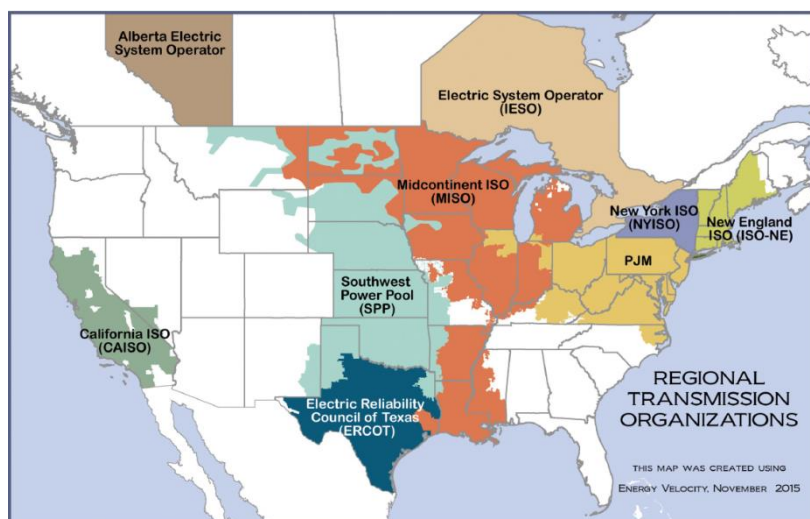 Alberta Electric
System Operator
Electric System Operator
(IESO)
Midcontinent ISO
(MISO)
New York ISO
(NYISO)
New England
ISO (ISO-NE)
PJM
Southwest
Power Pool
(SPP)
California ISO
(CAISO)
Electric Reliability
Council of Texas
(ERCOT)
REGIONAL
TRANSMISSION
ORGANIZATIONS
THIS MAP WAS CREATED USING
ENERGY VELOCITY, NOVEMBER 2015